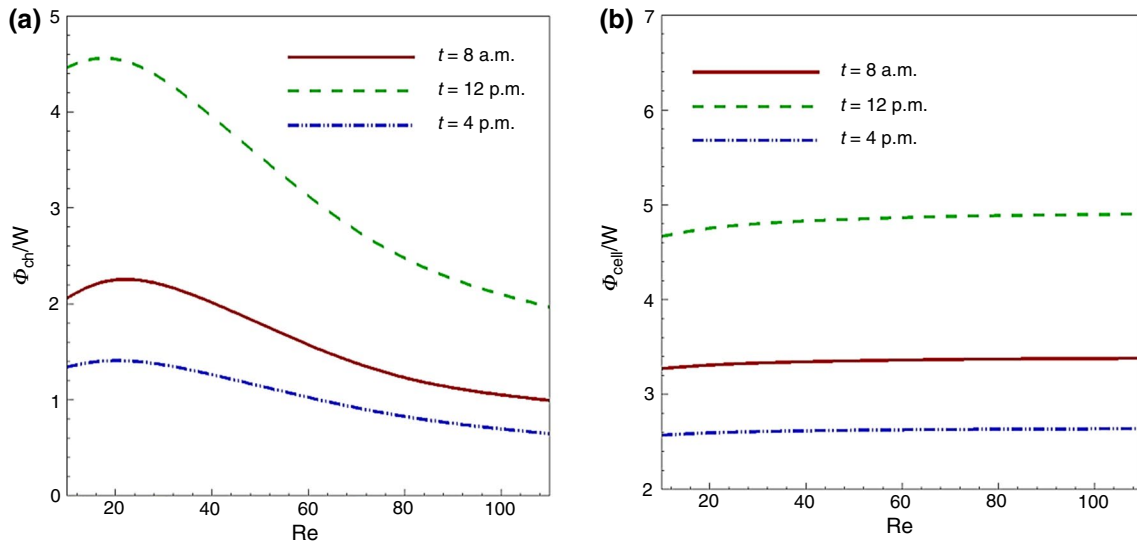 (a)
5
4
3
2
1
0
Φch/W
20 40 60 80 100
Re
t = 8 a.m.
t = 12 p.m.
t = 4 p.m.
(b)
7
6
5
4
3
2
Φcell/W
20 40 60 80 100
Re
t = 8 a.m.
t = 12 p.m.
t = 4 p.m.